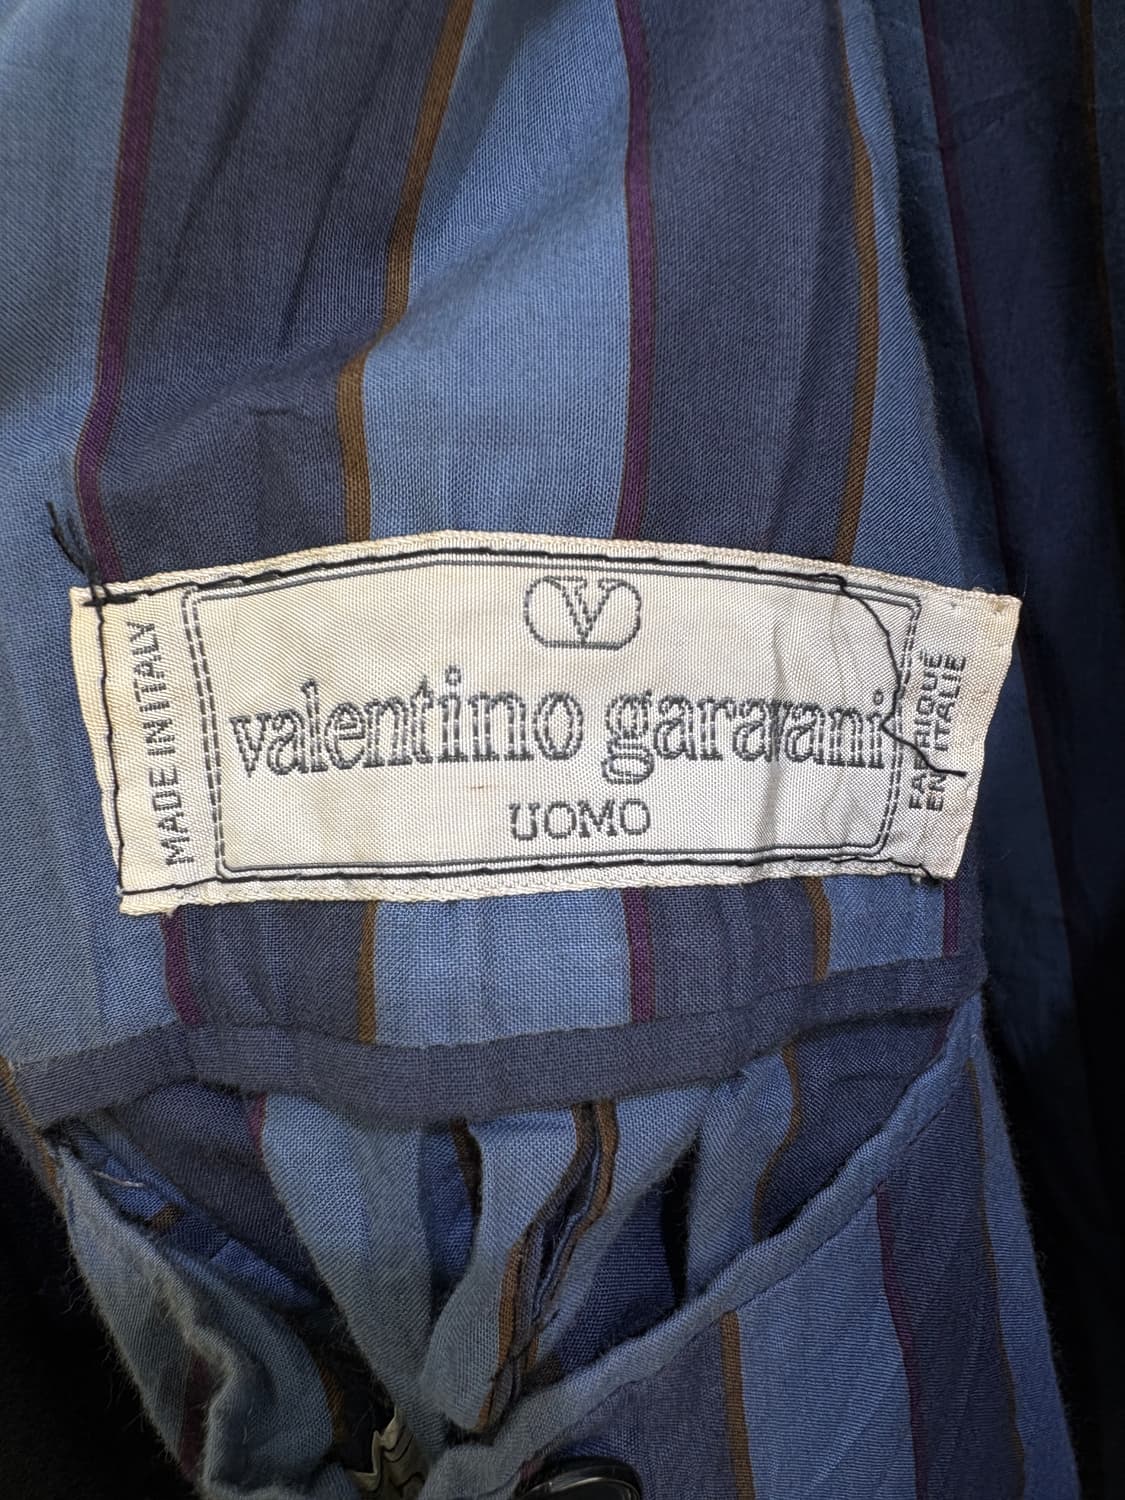 V
valentino garavani
UOMO
MADE IN ITALY
FABRIQUÉ
EN ITALIE